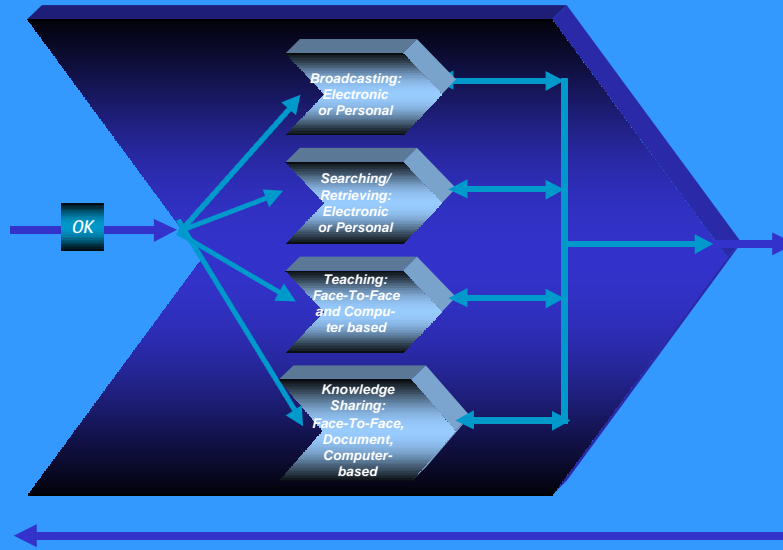 OK
Broadcasting:
Electronic
or Personal
Searching/
Retrieving:
Electronic
or Personal
Teaching:
Face-To-Face
and Compu-
ter based
Knowledge
Sharing:
Face-To-Face,
Document,
Computer-
based